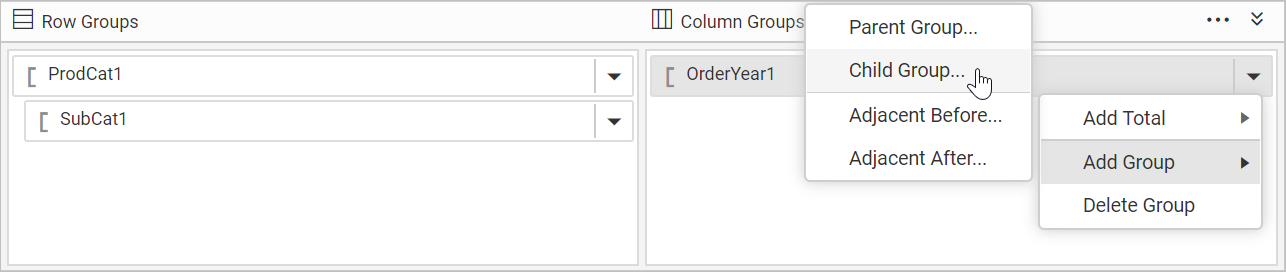 Row Groups
Column Groups
ProdCat1
SubCat1
OrderYear1
Parent Group...
Child Group...
Adjacent Before...
Adjacent After...
Add Total
Add Group
Delete Group